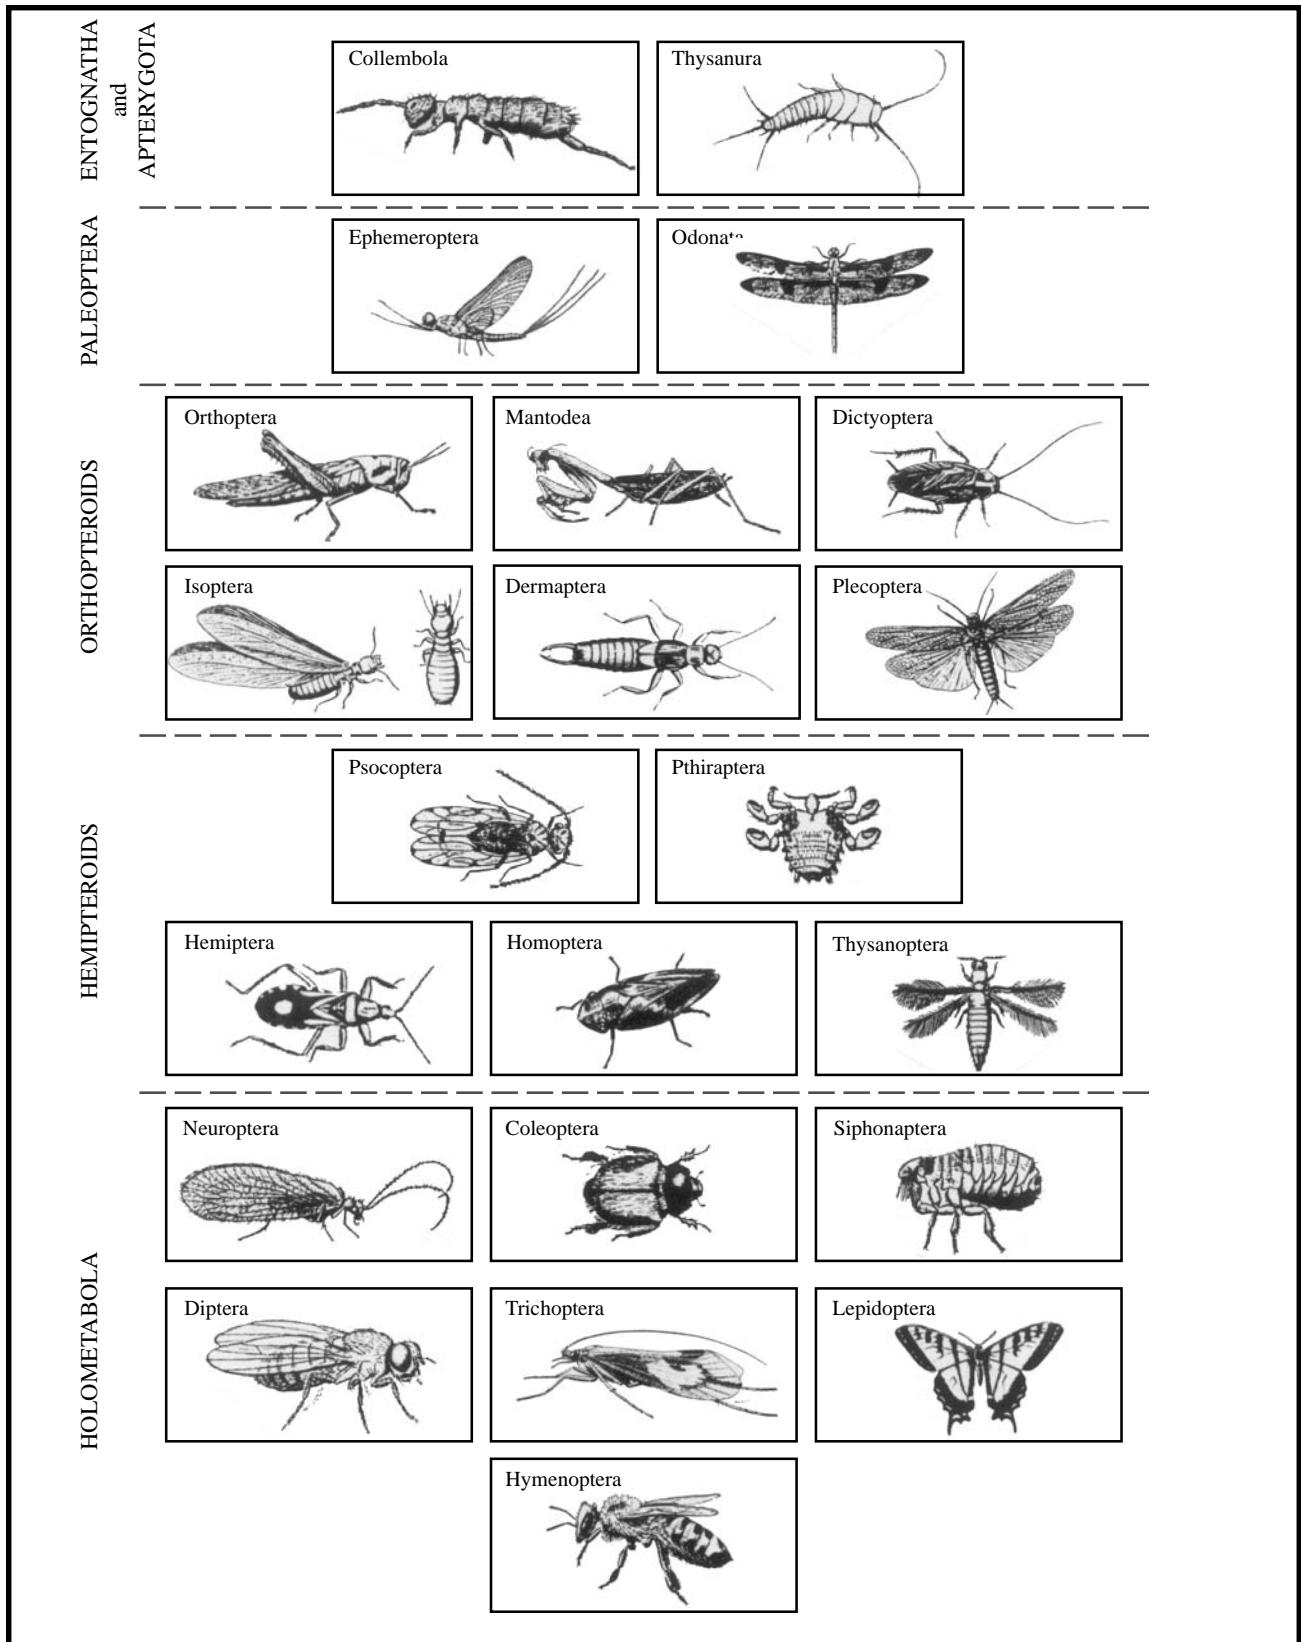 ENTOGNATHA
and
APTERYGOTA
Collembola
Thysanura
PALEOPTERA
Ephemeroptera
Odonata
ORTHOPTEROIDS
Orthoptera
Mantodea
Dictyoptera
Isoptera
Dermaptera
Plecoptera
HEMIPTEROIDS
Psocoptera
Pthiraptera
Hemiptera
Homoptera
Thysanoptera
HOLOMETABOLA
Neuroptera
Coleoptera
Siphonaptera
Diptera
Trichoptera
Lepidoptera
Hymenoptera